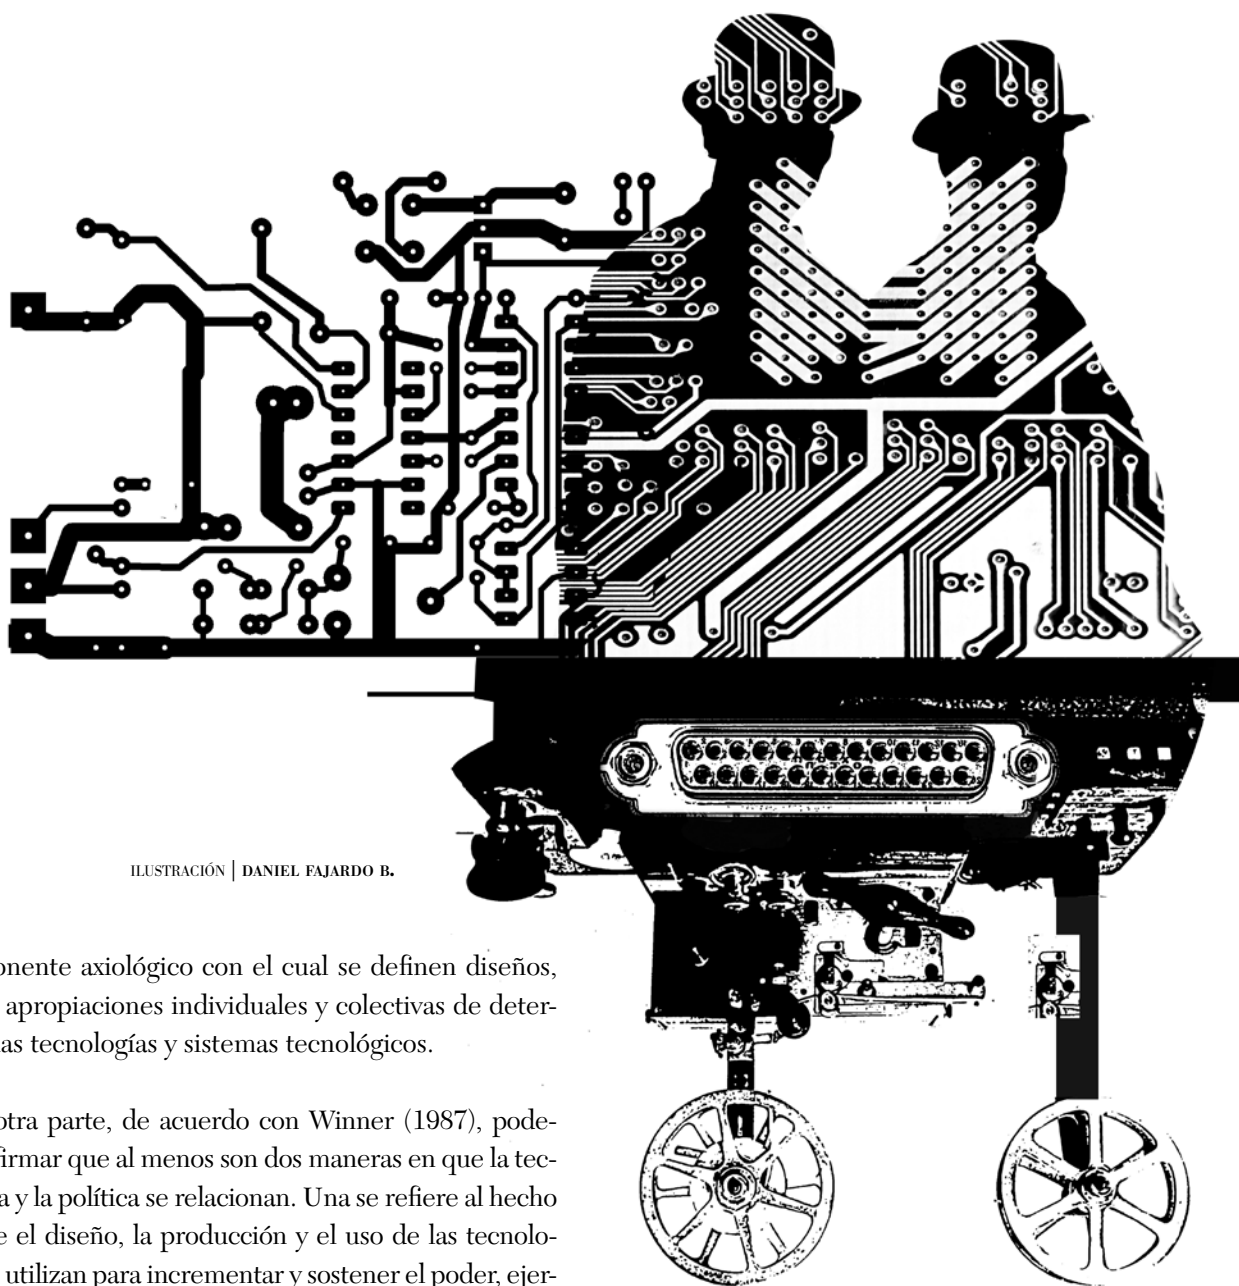 ILUSTRACIÓN | DANIEL FAJARDO B.
onente axiológico con el cual se definen diseños,
apropiaciones individuales y colectivas de deter-
as tecnologías y sistemas tecnológicos.
otra parte, de acuerdo con Winner (1987), pode-
firmar que al menos son dos maneras en que la tec-
a y la política se relacionan. Una se refiere al hecho
e el diseño, la producción y el uso de las tecnolo-
utilizan para incrementar y sostener el poder, ejer-